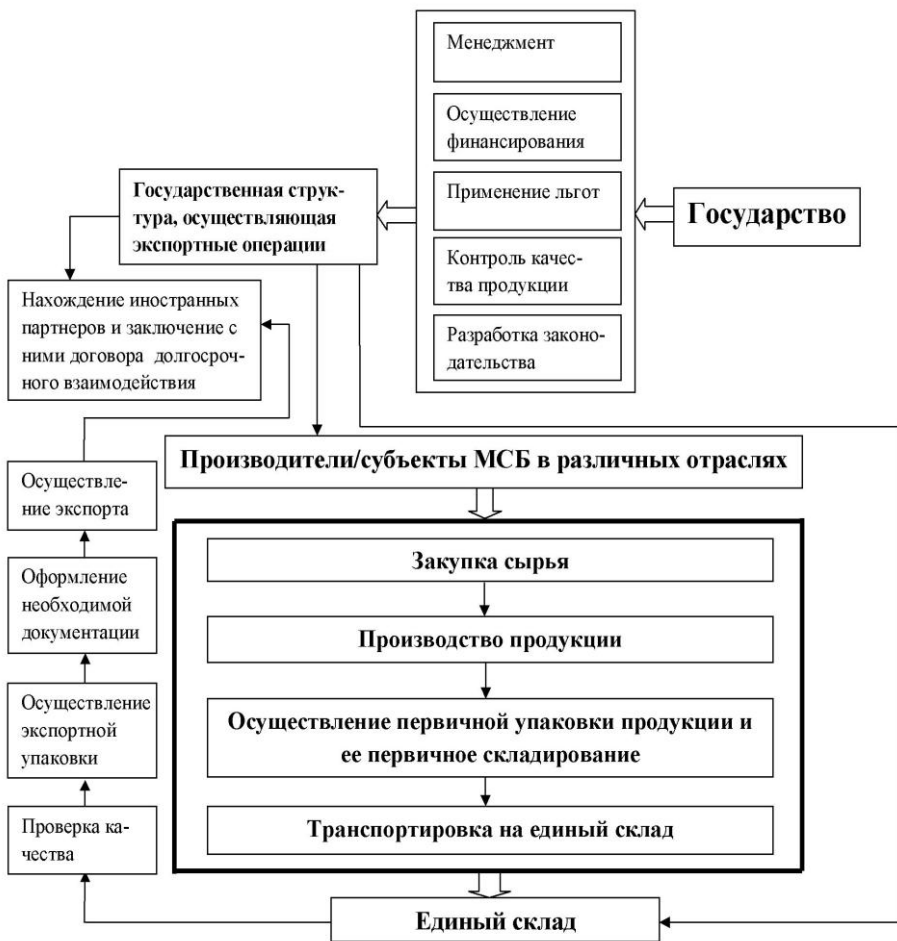 Менеджмент
Осуществление
финансирования
Применение льгот
Контроль качес-
тва продукции
Разработка законо-
дательства
Государство
Государственная струк-
тура, осуществляющая
экспортные операции
Нахождение иностранных
партнеров и заключение с
ними договора долгосроч-
ного взаимодействия
Производители/субъекты МСБ в различных отраслях
Закупка сырья
Производство продукции
Осуществление первичной упаковки продукции и
ее первичное складирование
Транспортировка на единый склад
Единый склад
Осуществле-
ние экспорта
Оформление
необходимой
документации
Осуществление
экспортной
упаковки
Проверка ка-
чества